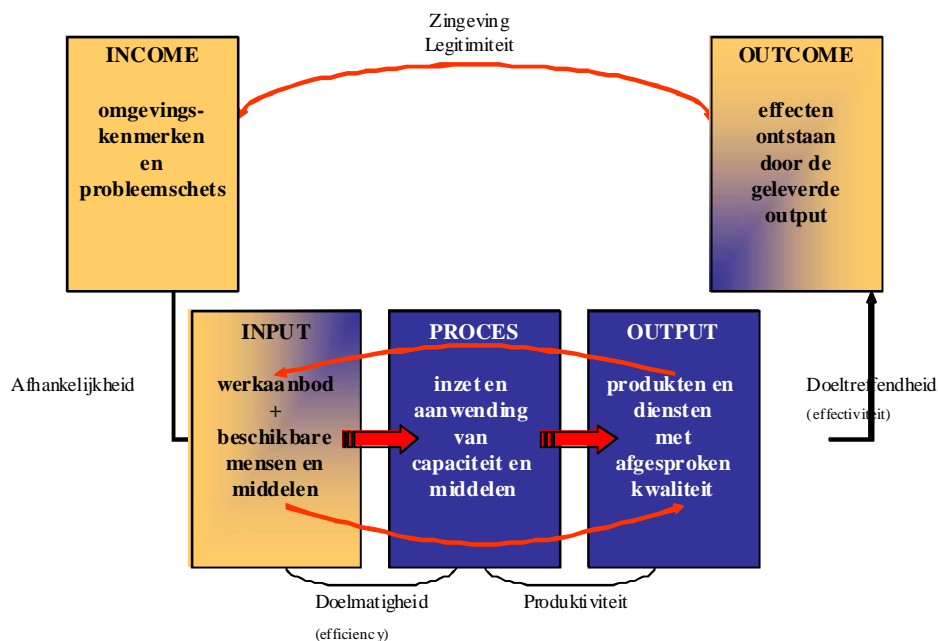 Zingeving
Legitimiteit
INCOME
omgevings-
kenmerken
en
probleemschets
OUTCOME
effecten
ontstaan
door de
geleverde
output
INPUT
werkaanbod
+
beschikbare
mensen en
middelen
PROCES
inzet en
aanwending
van
capaciteit en
middelen
OUTPUT
produkten en
diensten
met
afgesproken
kwaliteit
Afhankelijkheid
Doeltreffendheid
(effectiviteit)
Doelmatigheid
(efficiency)
Produktiviteit